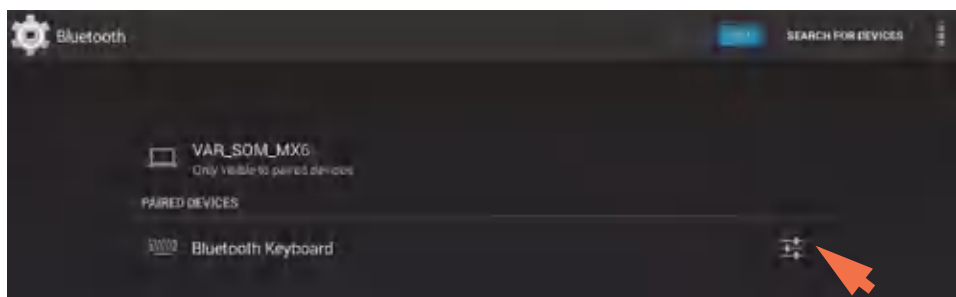 Bluetooth
SEARCH FOR DEVICES
VAR_SOM_MX6
Only visible to paired devices
PAIRED DEVICES
Bluetooth Keyboard